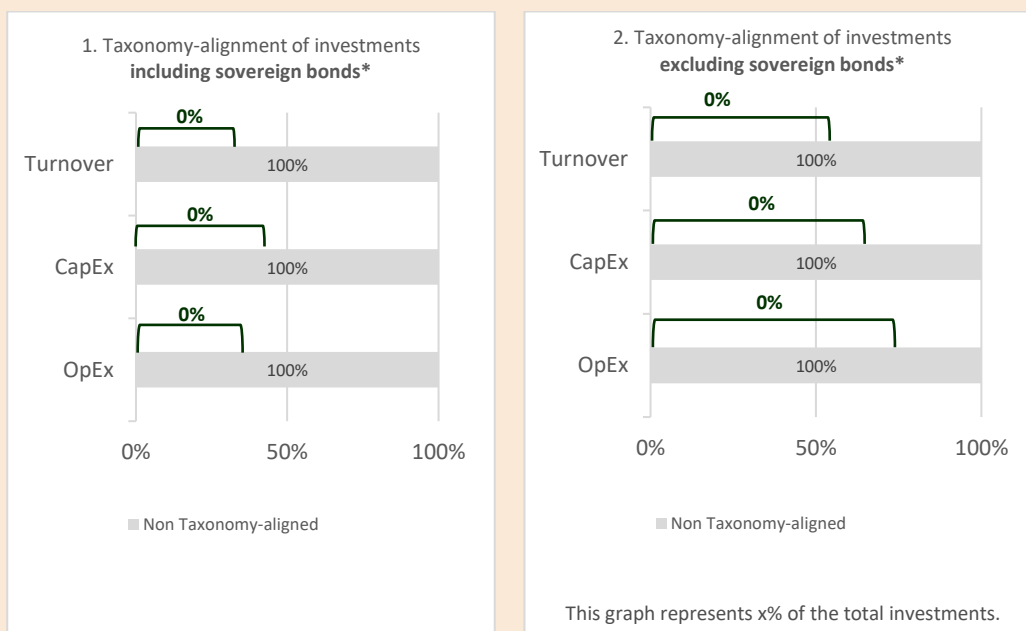 1. Taxonomy-alignment of investments
including sovereign bonds*
0%
Turnover
100%
0%
CapEx
100%
0%
OpEx
100%
0%
50%
100%
Non Taxonomy-aligned
2. Taxonomy-alignment of investments
excluding sovereign bonds*
0%
Turnover
100%
0%
CapEx
100%
0%
OpEx
100%
0%
50%
100%
Non Taxonomy-aligned
This graph represents x% of the total investments.